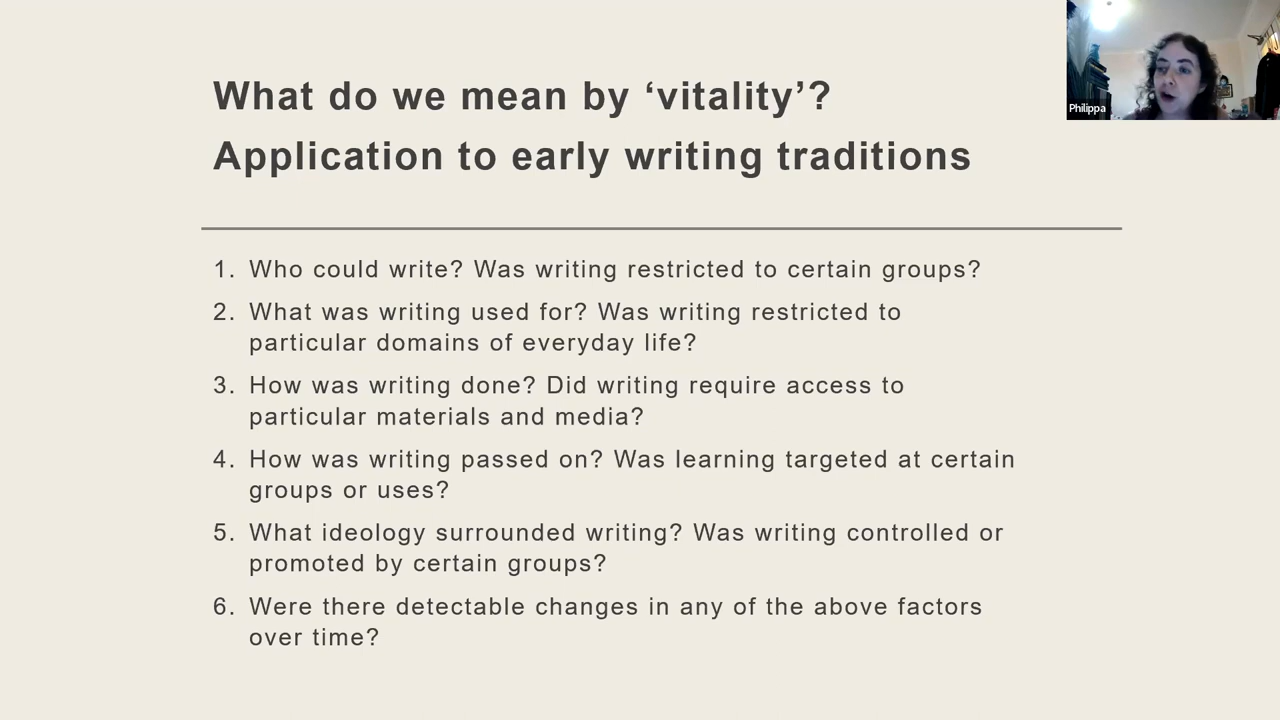 What do we mean by ‘vitality’?
Application to early writing traditions
1. Who could write? Was writing restricted to certain groups?
2. What was writing used for? Was writing restricted to
particular domains of everyday life?
3. How was writing done? Did writing require access to
particular materials and media?
4. How was writing passed on? Was learning targeted at certain
groups or uses?
5. What ideology surrounded writing? Was writing controlled or
promoted by certain groups?
6. Were there detectable changes in any of the above factors
over time?
Philippa